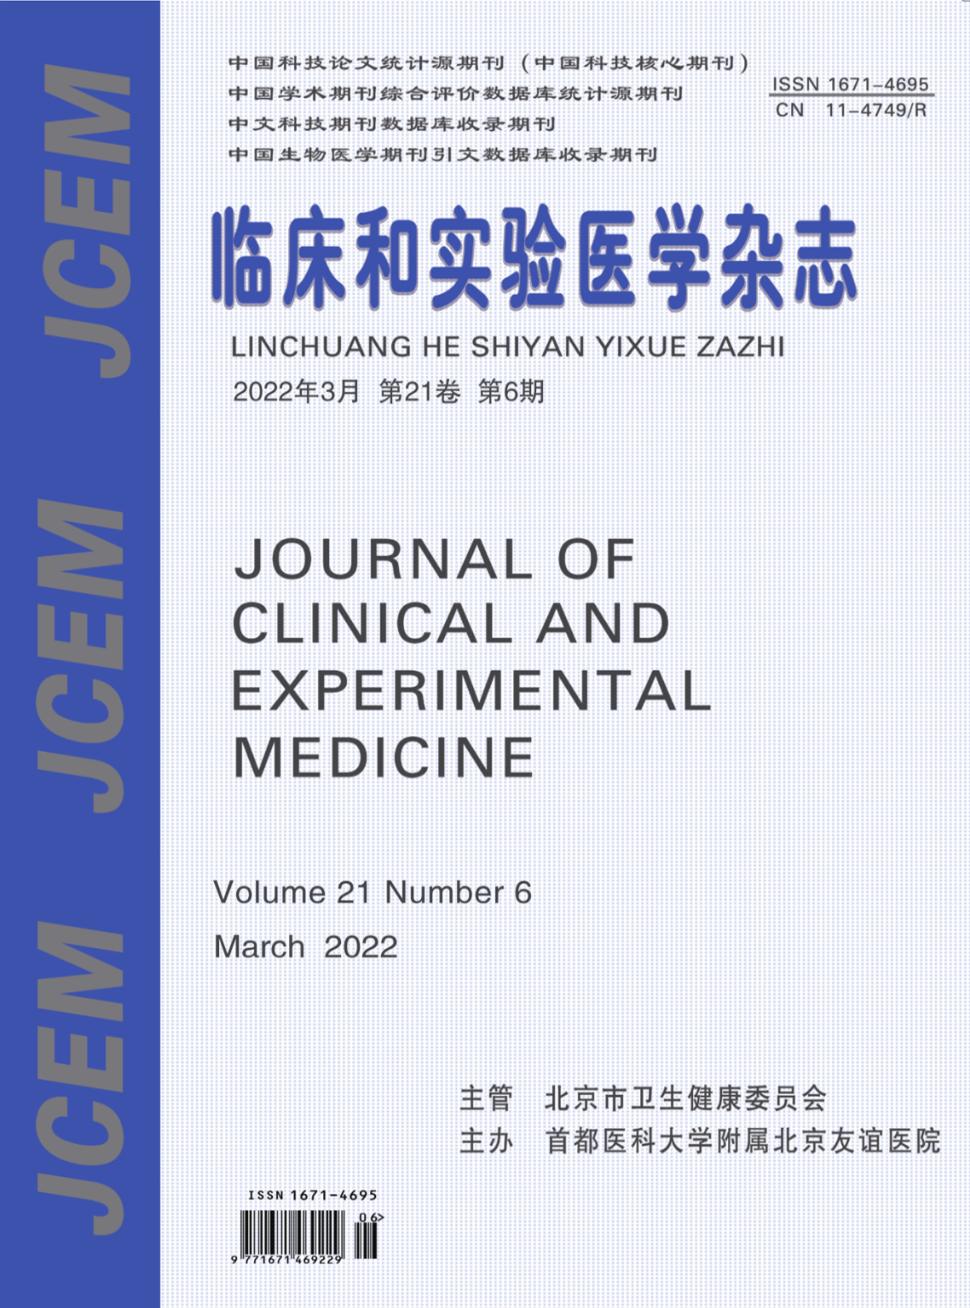 JCEM JCEM JCEM
中国科技论文统计源期刊（中国科技核心期刊）
中国学术期刊综合评价数据库统计源期刊
中文科技期刊数据库收录期刊
中国生物医学期刊引文数据库收录期刊
ISSN 1671-4695
CN 11-4749/R
临床和实验医学杂志
LINCHUANG HE SHIYAN YIXUE ZAZHI
2022年3月 第21卷 第6期
JOURNAL OF
CLINICAL AND
EXPERIMENTAL
MEDICINE
Volume 21 Number 6
March 2022
主管 北京市卫生健康委员会
主办 首都医科大学附属北京友谊医院
ISSN 1671-4695
06>
9 771671 469229